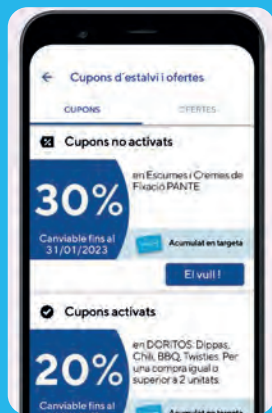 ← Cupons d'estalvi i ofertes
CUPONS
OFERTES
Cupons no activats
30%
en Escumes i Cremes de
Fixació PANTE
Canviable fins al
31/01/2023
Acumulat en targeta
El vull !
Cupons activats
20%
en DORITOS: Dippas,
Chili, BBQ, Twisties. Per
una compra igual o
superior a 2 unitats
Canviable fins al
Acumulat en targeta